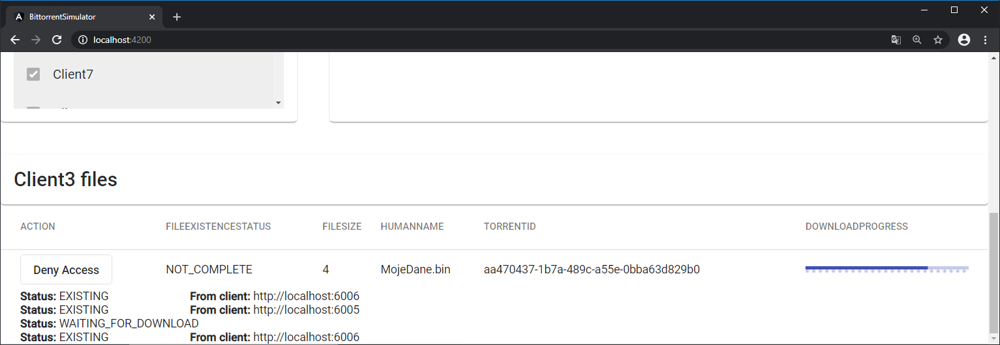 BittorrentSimulator
localhost:4200
Client7
Client3 files
ACTION FILEEXISTENCESTATUS FILESIZE HUMANNAME TORRENTID DOWNLOADPROGRESS
Deny Access NOT_COMPLETE 4 MojeDane.bin aa470437-1b7a-489c-a55e-0bba63d829b0
Status: EXISTING From client: http://localhost:6006
Status: EXISTING From client: http://localhost:6005
Status: WAITING_FOR_DOWNLOAD
Status: EXISTING From client: http://localhost:6006